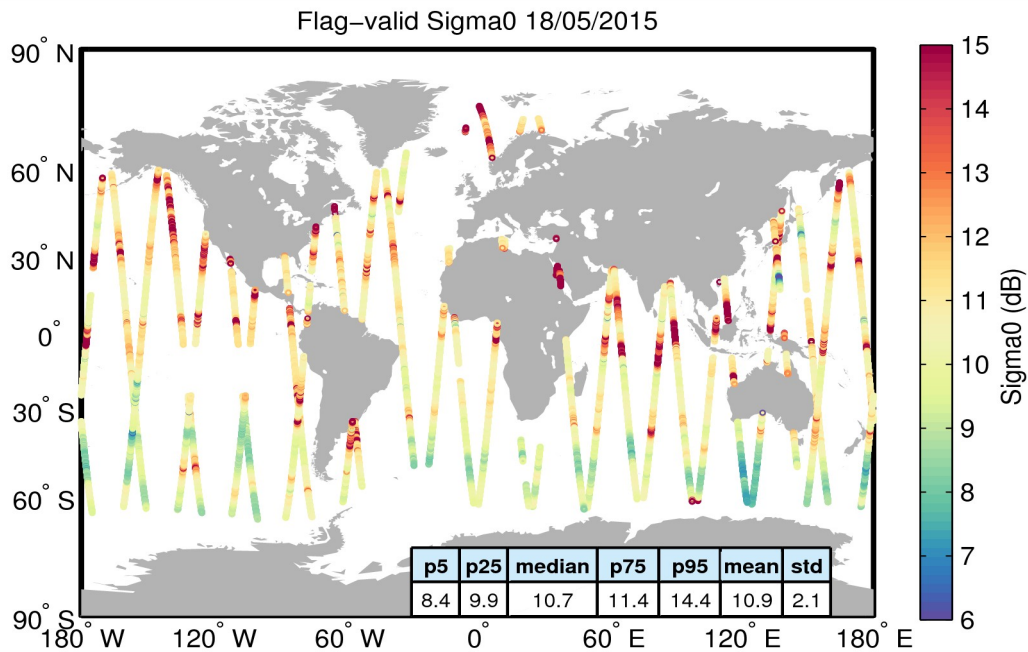 Flag−valid Sigma0 18/05/2015
90° N
60° N
30° N
0°
30° S
60° S
90° S
180° W
120° W
60° W
0°
60° E
120° E
180° E
p5 p25 median p75 p95 mean std
8.4 9.9 10.7 11.4 14.4 10.9 2.1
15
14
13
12
11
10
9
8
7
6
Sigma0 (dB)